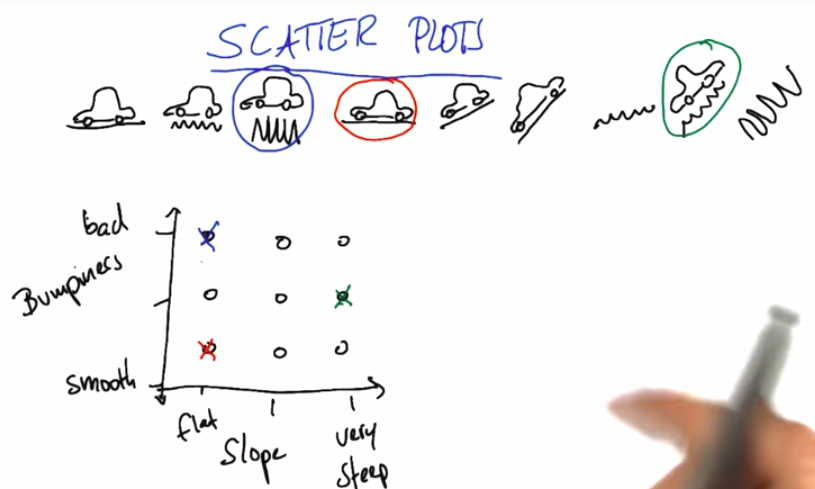 SCATTER PLOTS
bad
Bumpiness
smooth
flat
Slope
very
steep